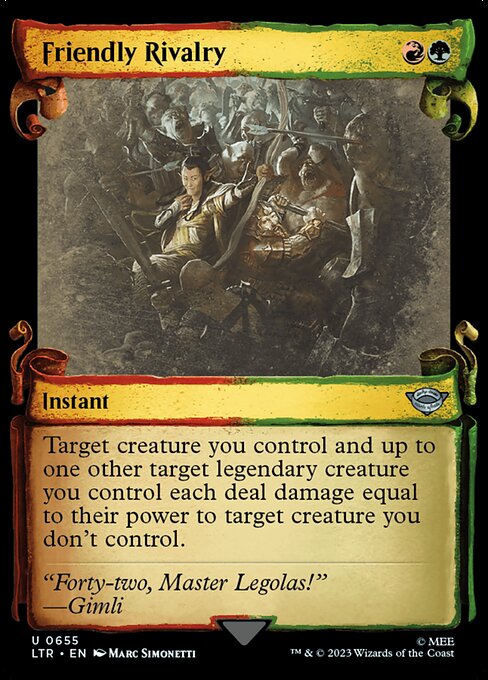 Friendly Rivalry
Instant
Target creature you control and up to
one other target legendary creature
you control each deal damage equal
to their power to target creature you
don't control.
"Forty-two, Master Legolas!"
—Gimli
U 0655
LTR • EN Marc Simonetti
© MEE
™ & © 2023 Wizards of the Coast